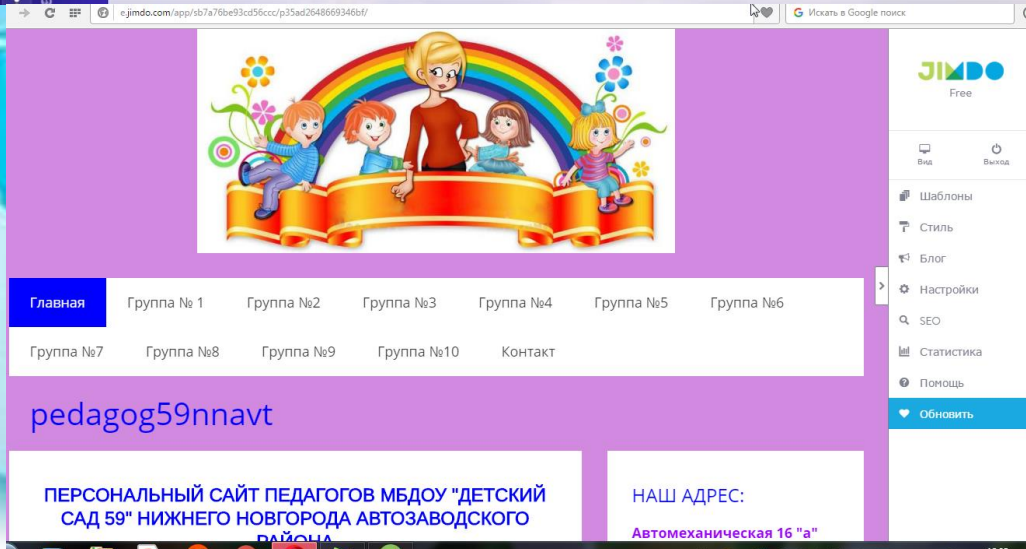 e.jimdo.com/app/sb7a76be93cd56ccc/p35ad2648669346bf/
Искать в Google поиск
JIMDO
Free
Вид Выход
Шаблоны
Стиль
Блог
Настройки
SEO
Статистика
Помощь
Обновить
Главная Группа № 1 Группа №2 Группа №3 Группа №4 Группа №5 Группа №6
Группа №7 Группа №8 Группа №9 Группа №10 Контакт
pedagog59nnavt
ПЕРСОНАЛЬНЫЙ САЙТ ПЕДАГОГОВ МБДОУ "ДЕТСКИЙ
САД 59" НИЖНЕГО НОВГОРОДА АВТОЗАВОДСКОГО
РАЙОНА
НАШ АДРЕС:
Автомеханическая 16 "а"